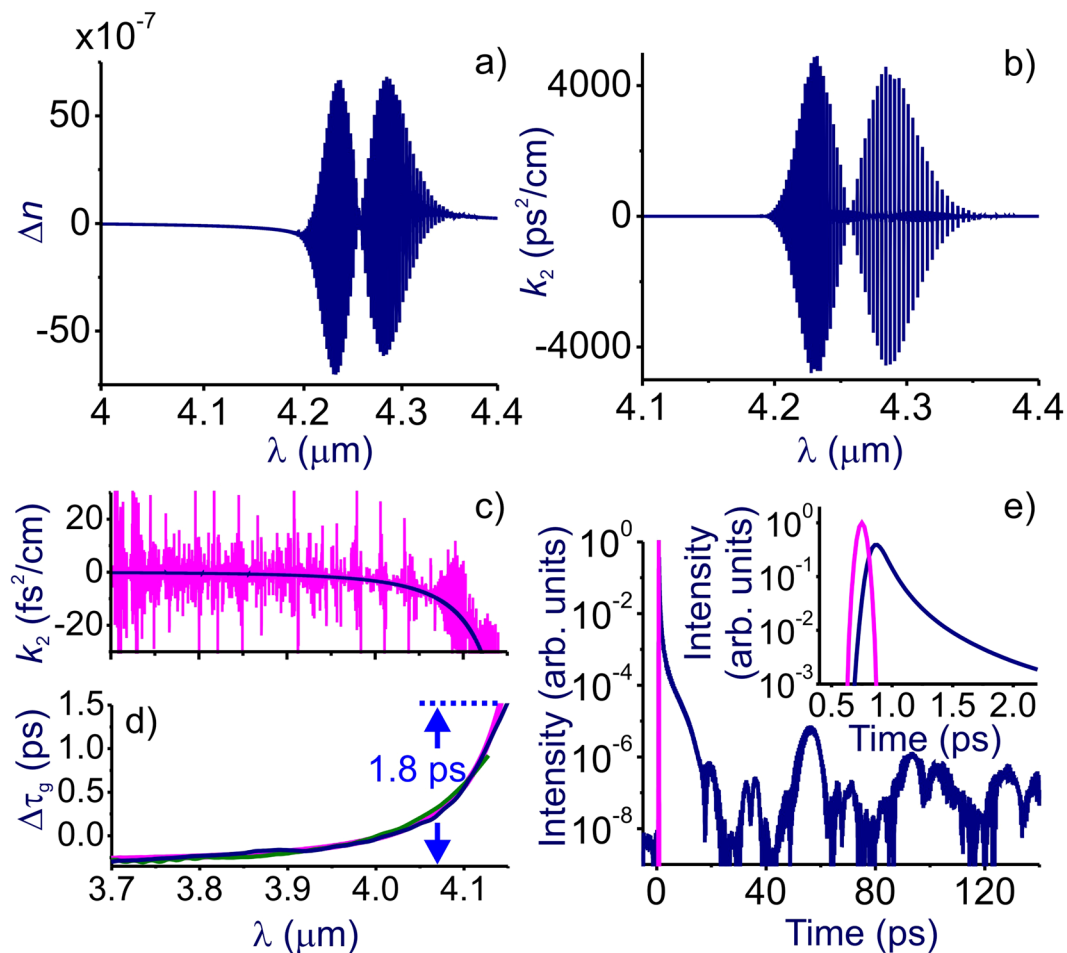 x10⁻⁷
a)
50
0
-50
Δn
4 4.1 4.2 4.3 4.4
λ (μm)
b)
4000
0
-4000
k₂ (ps²/cm)
4.1 4.2 4.3 4.4
λ (μm)
c)
20
0
-20
k₂ (fs²/cm)
d)
1.5
1.0
0.5
0.0
Δτg (ps)
1.8 ps
3.7 3.8 3.9 4.0 4.1
λ (μm)
e)
10⁰
10⁻²
10⁻⁴
10⁻⁶
10⁻⁸
Intensity (arb. units)
0 40 80 120
Time (ps)
10⁰
10⁻¹
10⁻²
10⁻³
Intensity
(arb. units)
0.5 1.0 1.5 2.0
Time (ps)